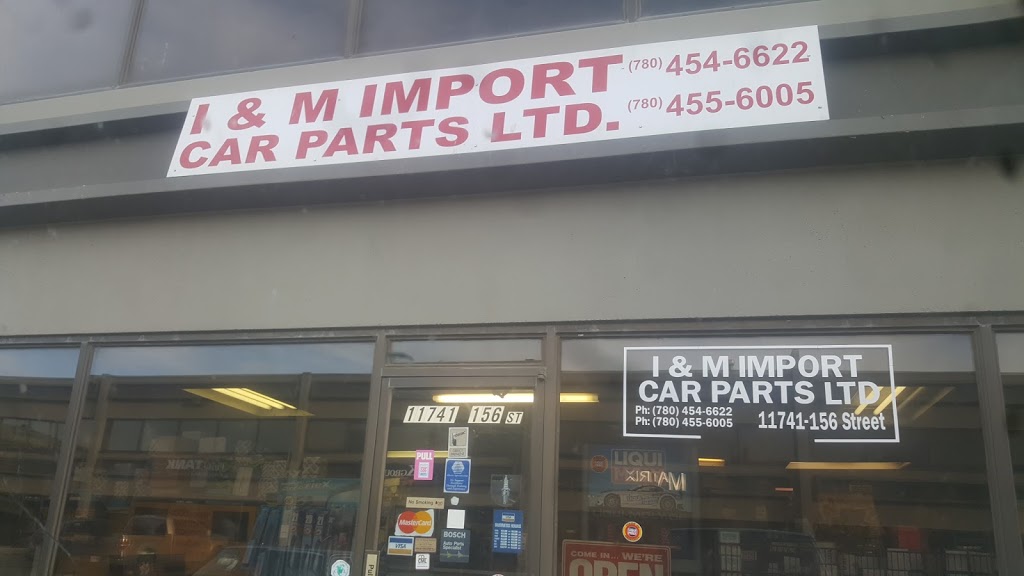 I & M IMPORT
CAR PARTS LTD.
(780) 454-6622
(780) 455-6005
I & M IMPORT
CAR PARTS LTD
Ph: (780) 454-6622
Ph: (780) 455-6005
11741-156 Street
11741 156 ST
PULL
No Smoking
MasterCard
VISA
BOSCH
LIQUI
COME IN... WE'RE
OPEN